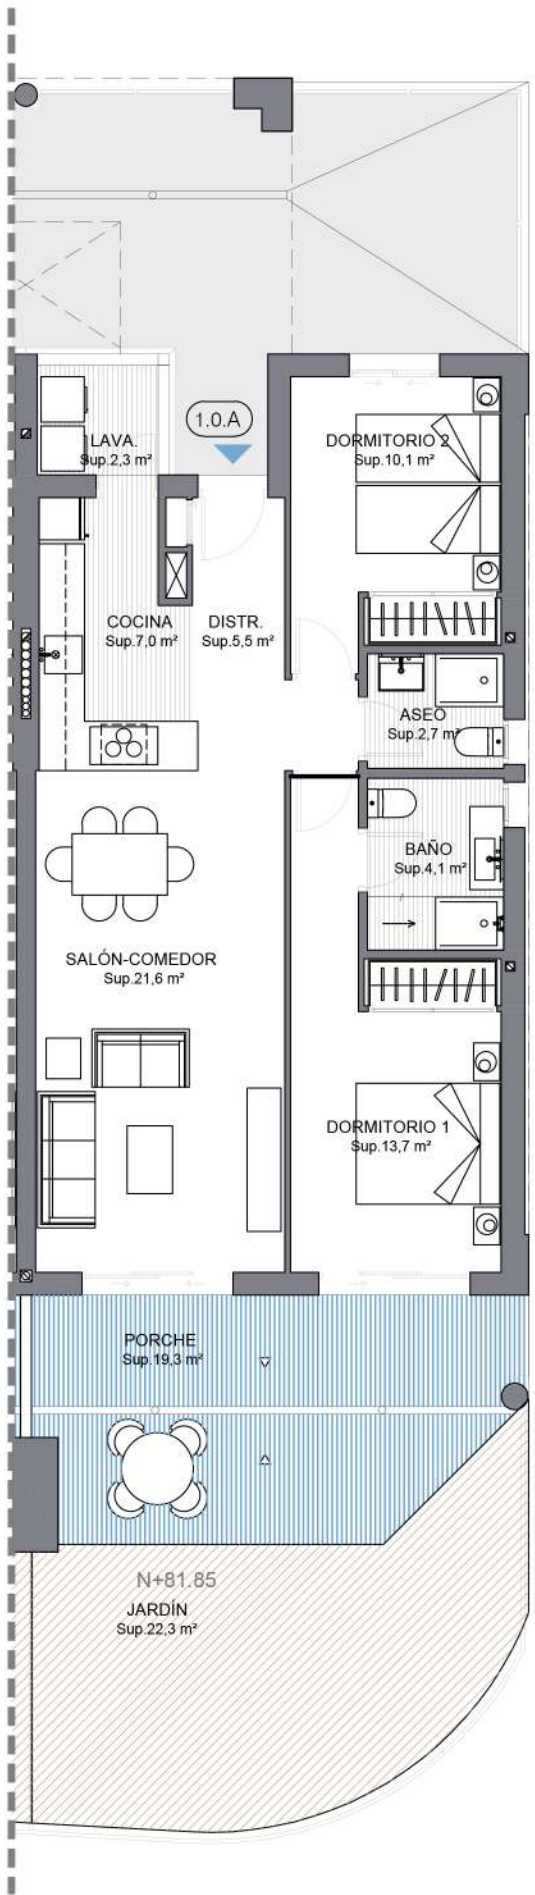 1.0.A
LAVA.
Sup.2,3 m²
DORMITORIO 2
Sup.10,1 m²
COCINA
Sup.7,0 m²
DISTR.
Sup.5,5 m²
ASEO
Sup.2,7 m²
BAÑO
Sup.4,1 m²
SALÓN-COMEDOR
Sup.21,6 m²
DORMITORIO 1
Sup.13,7 m²
PORCHE
Sup.19,3 m²
N+81.85
JARDÍN
Sup.22,3 m²